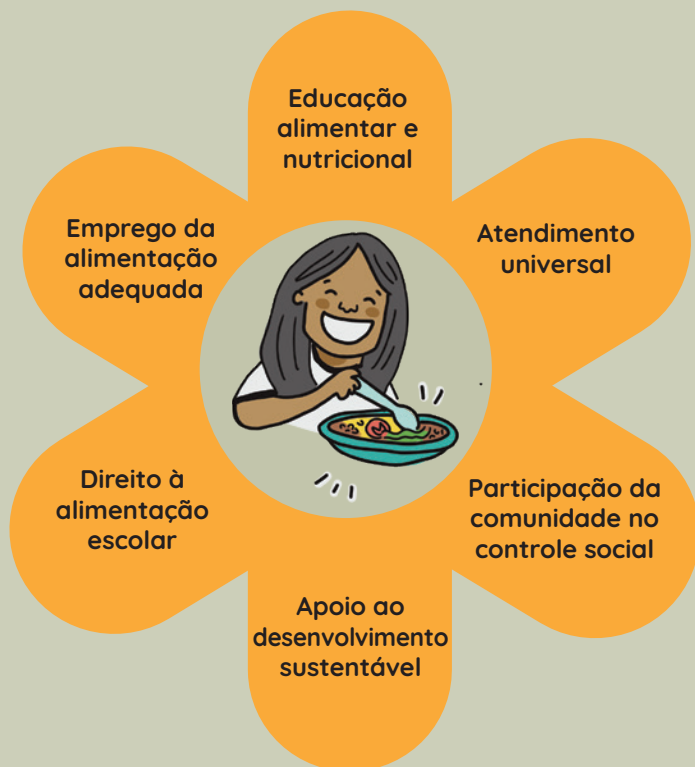 Educação
alimentar e
nutricional
Atendimento
universal
Participação da
comunidade no
controle social
Apoio ao
desenvolvimento
sustentável
Direito à
alimentação
escolar
Emprego da
alimentação
adequada